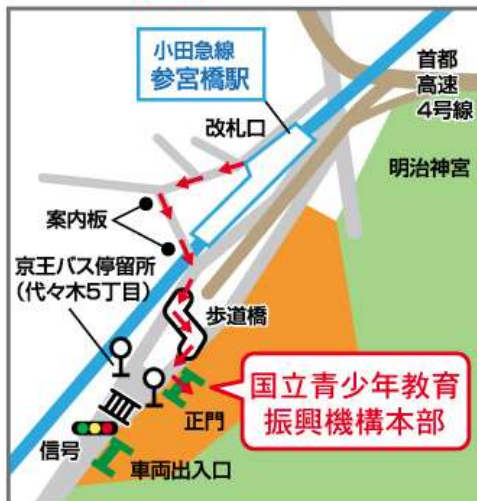 小田急線
参宮橋駅
首都
高速
4号線
改札口
明治神宮
案内板
京王バス停留所
(代々木5丁目)
歩道橋
国立青少年教育
振興機構本部
正門
信号
車両出入口